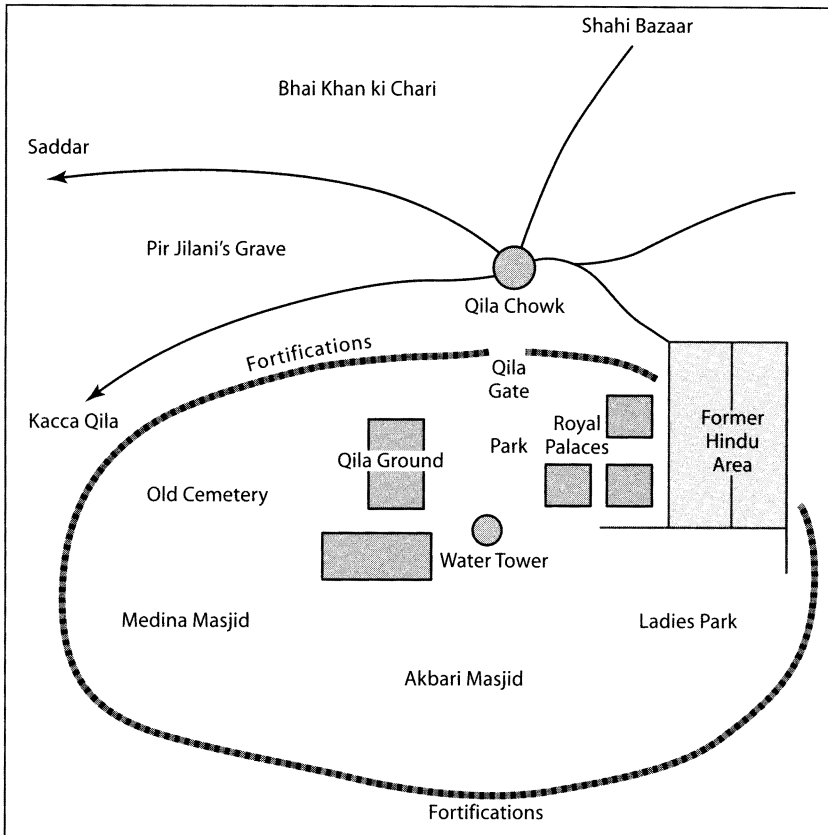 Shahi Bazaar
Bhai Khan ki Chari
Saddar
Pir Jilani's Grave
Qila Chowk
Fortifications
Qila
Gate
Kacca Qila
Royal
Palaces
Former
Hindu
Area
Park
Qila Ground
Old Cemetery
Water Tower
Medina Masjid
Ladies Park
Akbari Masjid
Fortifications